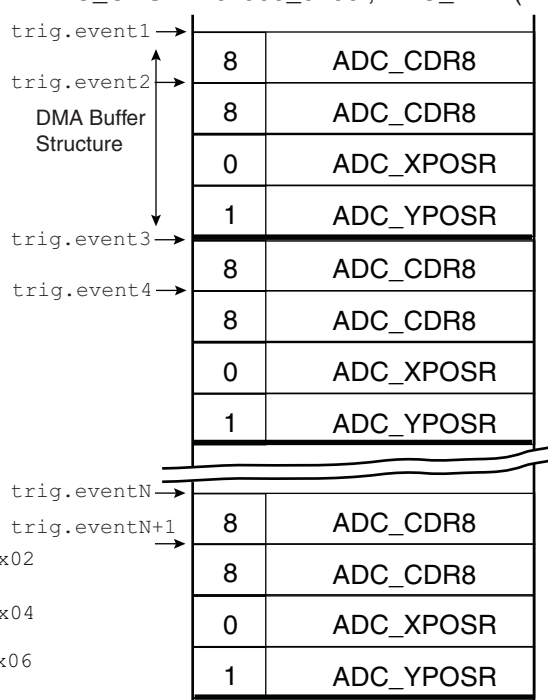 trig.event1
8 ADC_CDR8
trig.event2
8 ADC_CDR8
DMA Buffer
Structure
0 ADC_XPOSR
1 ADC_YPOSR
trig.event3
8 ADC_CDR8
trig.event4
8 ADC_CDR8
0 ADC_XPOSR
1 ADC_YPOSR
trig.eventN
8 ADC_CDR8
trig.eventN+1
x02
8 ADC_CDR8
x04
0 ADC_XPOSR
x06
1 ADC_YPOSR